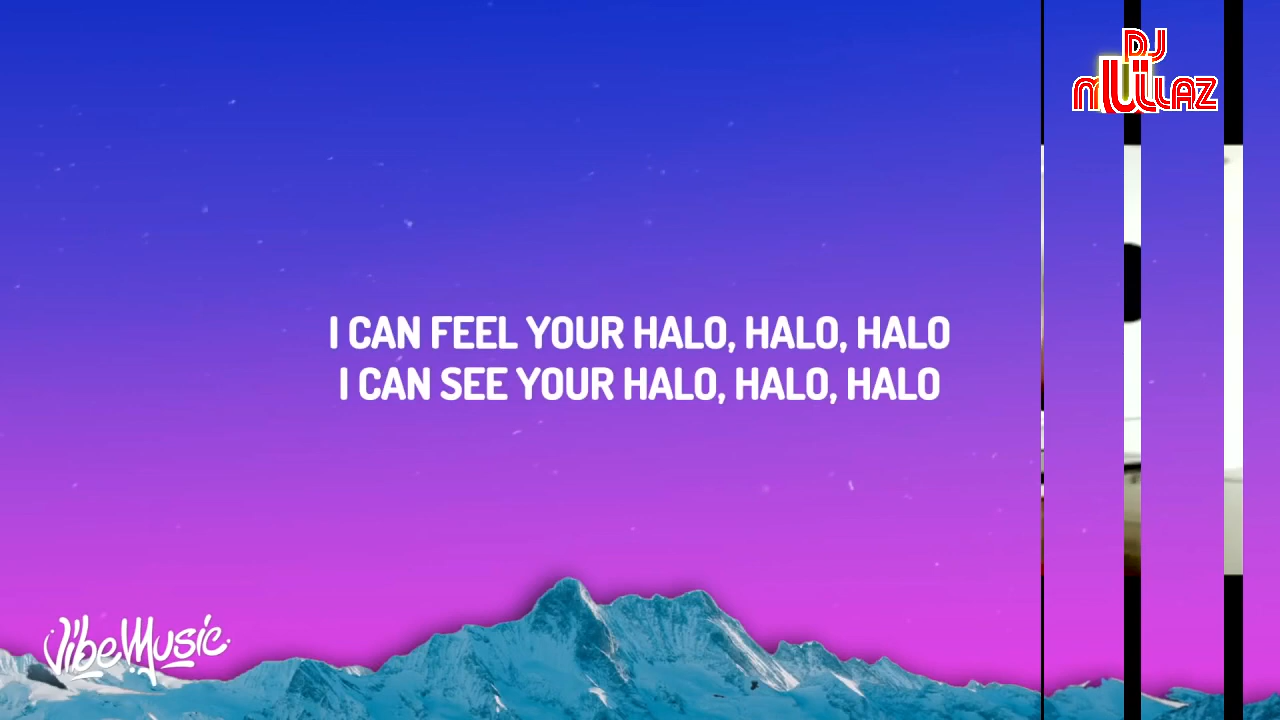 DJ
MULLAZ
I CAN FEEL YOUR HALO, HALO, HALO
I CAN SEE YOUR HALO, HALO, HALO
Vibe Music